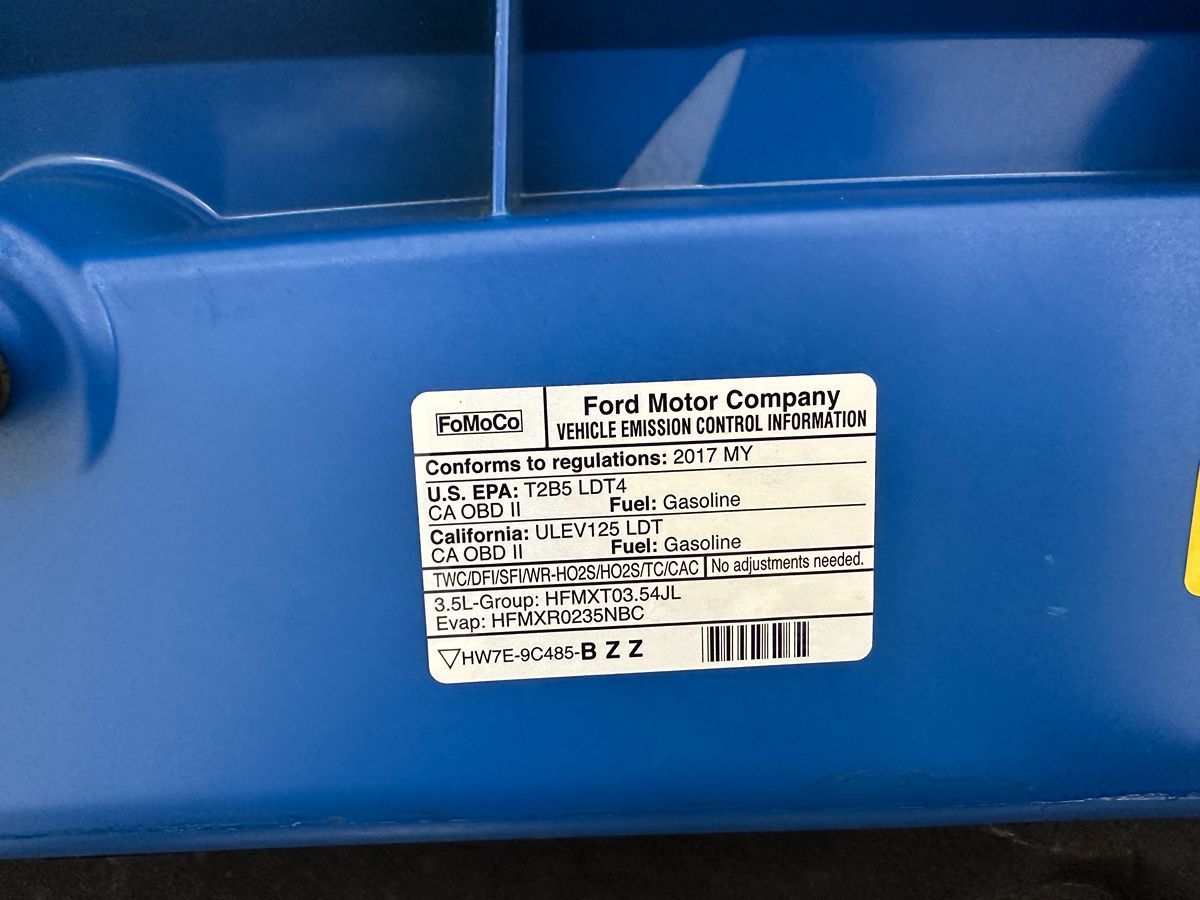 FoMoCo
Ford Motor Company
VEHICLE EMISSION CONTROL INFORMATION
Conforms to regulations: 2017 MY
U.S. EPA: T2B5 LDT4
CA OBD II Fuel: Gasoline
California: ULEV125 LDT
CA OBD II Fuel: Gasoline
TWC/DFI/SFI/WR-HO2S/HO2S/TC/CAC No adjustments needed.
3.5L-Group: HFMXT03.54JL
Evap: HFMXR0235NBC
HW7E-9C485-B Z Z